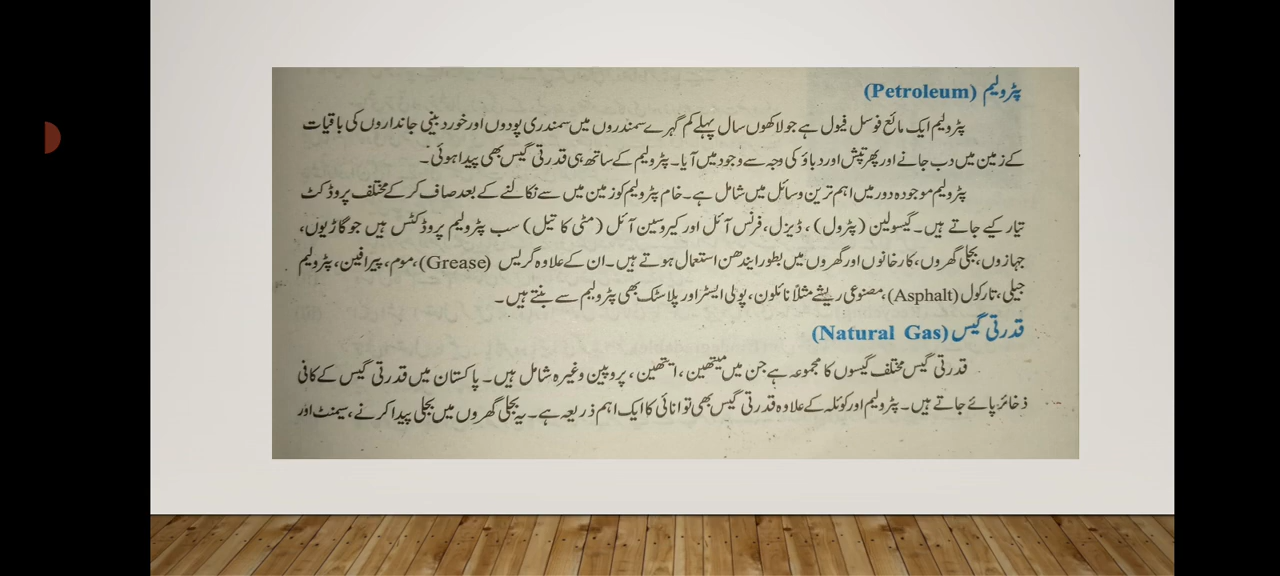 پٹرولیم (Petroleum)
پٹرولیم ایک مائع فوسل فیول ہے جو لاکھوں سال پہلے کم گہرے سمندروں میں سمندری پودوں اور خوردبینی جانداروں کی باقیات
کے زمین میں دب جانے اور پھر تپش اور دباؤ کی وجہ سے وجود میں آیا۔ پٹرولیم کے ساتھ ہی قدرتی گیس بھی پیدا ہوئی۔
پٹرولیم موجودہ دور میں اہم ترین وسائل میں شامل ہے۔ خام پٹرولیم کو زمین میں سے نکالنے کے بعد صاف کر کے مختلف پروڈکٹ
تیار کیے جاتے ہیں۔ گیسولین (پٹرول)، ڈیزل، فرنس آئل اور کیروسین آئل (مٹی کا تیل) سب پٹرولیم پروڈکٹس ہیں جو گاڑیوں،
جہازوں، بجلی گھروں، کارخانوں اور گھروں میں بطور ایندھن استعمال ہوتے ہیں۔ ان کے علاوہ گریس (Grease)، موم، پیرافین، پٹرولیم
جیلی، تارکول (Asphalt)، مصنوعی ریشے مثلاً نائلون، پولی ایسٹر اور پلاسٹک بھی پٹرولیم سے بنتے ہیں۔
قدرتی گیس (Natural Gas)
قدرتی گیس مختلف گیسوں کا مجموعہ ہے جن میں میتھین، ایتھین، پروپین وغیرہ شامل ہیں۔ پاکستان میں قدرتی گیس کے کافی
ذخائر پائے جاتے ہیں۔ پٹرولیم اور کوئلہ کے علاوہ قدرتی گیس بھی توانائی کا ایک اہم ذریعہ ہے۔ یہ بجلی گھروں میں بجلی پیدا کرنے، سیمنٹ اور